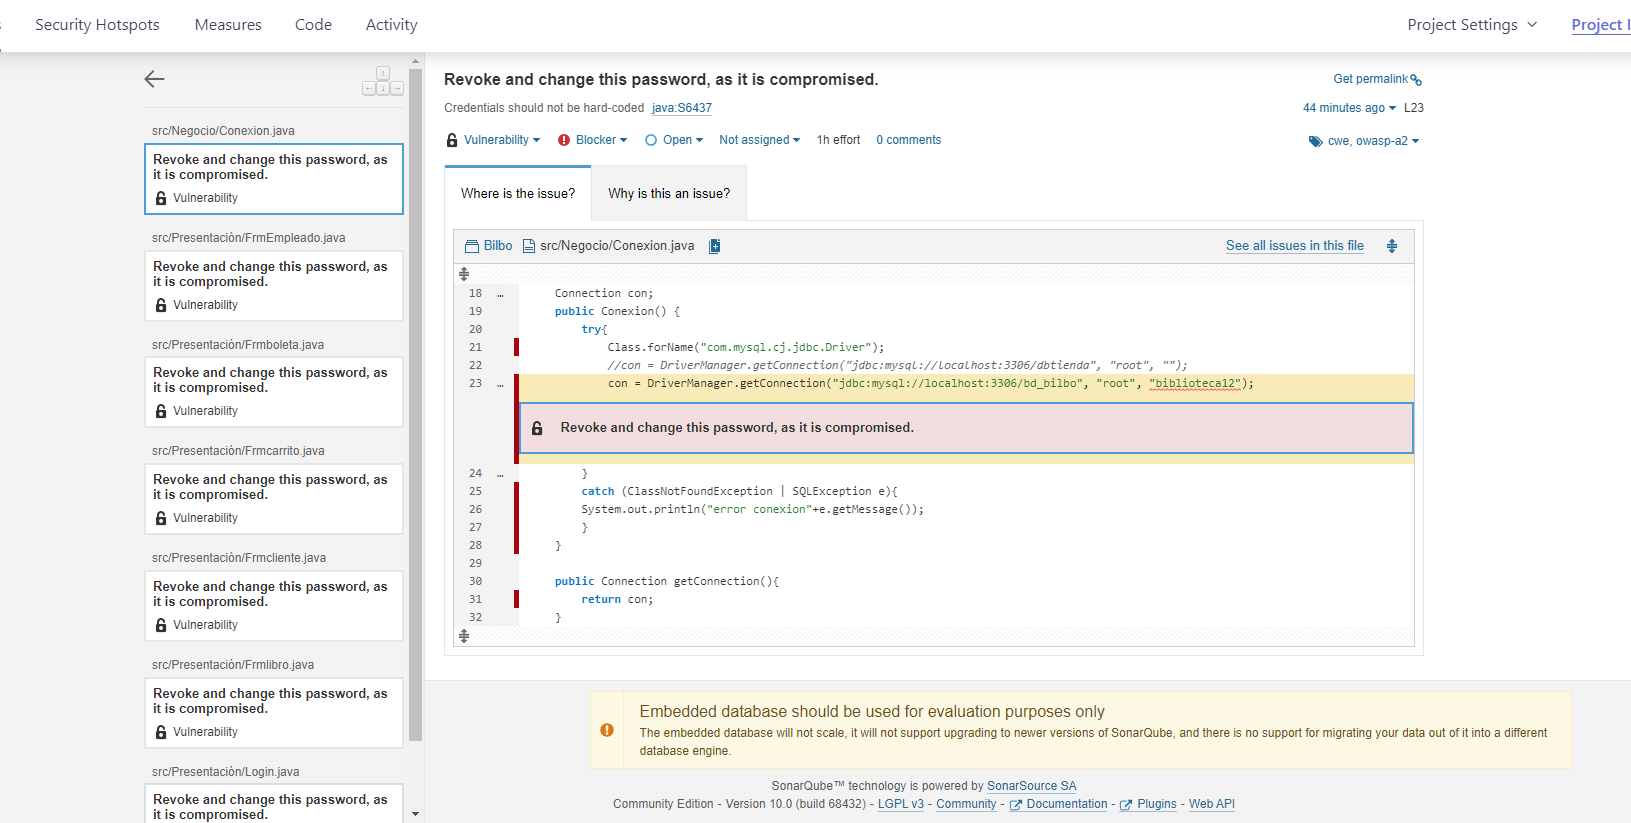 Security Hotspots Measures Code Activity Project Settings Project
src/Negocio/Conexion.java
Revoke and change this password, as
it is compromised.
Vulnerability
src/Presentación/FrmEmpleado.java
Revoke and change this password, as
it is compromised.
Vulnerability
src/Presentación/Frmboleta.java
Revoke and change this password, as
it is compromised.
Vulnerability
src/Presentación/Frmcarrito.java
Revoke and change this password, as
it is compromised.
Vulnerability
src/Presentación/Frmcliente.java
Revoke and change this password, as
it is compromised.
Vulnerability
src/Presentación/Frmlibro.java
Revoke and change this password, as
it is compromised.
Vulnerability
src/Presentación/Login.java
Revoke and change this password, as
it is compromised.
Revoke and change this password, as it is compromised.
Get permalink
Credentials should not be hard-coded java:S6437
44 minutes ago L23
Vulnerability Blocker Open Not assigned 1h effort 0 comments
cwe, owasp-a2
Where is the issue? Why is this an issue?
Bilbo src/Negocio/Conexion.java See all issues in this file
18 … Connection con;
19 public Conexion() {
20 try{
21 Class.forName("com.mysql.cj.jdbc.Driver");
22 //con = DriverManager.getConnection("jdbc:mysql://localhost:3306/dbtienda", "root", "");
23 … con = DriverManager.getConnection("jdbc:mysql://localhost:3306/bd_bilbo", "root", "biblioteca12");
Revoke and change this password, as it is compromised.
24 … }
25 catch (ClassNotFoundException | SQLException e){
26 System.out.println("error conexion"+e.getMessage());
27 }
28 }
29
30 public Connection getConnection(){
31 return con;
32 }
Embedded database should be used for evaluation purposes only
The embedded database will not scale, it will not support upgrading to newer versions of SonarQube, and there is no support for migrating your data out of it into a different
database engine.
SonarQube™ technology is powered by SonarSource SA
Community Edition - Version 10.0 (build 68432) - LGPL v3 - Community - Documentation - Plugins - Web API